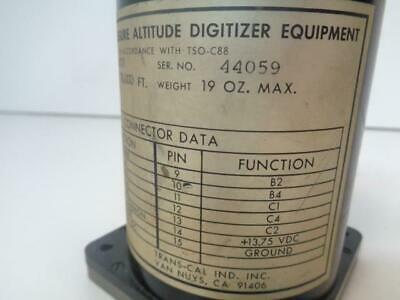 SURE ALTITUDE DIGITIZER EQUIPMENT
ACCORDANCE WITH TSO-C88
SER. NO. 44059
FT. WEIGHT 19 OZ. MAX.
CONNECTOR DATA
PIN FUNCTION
9 B2
10 B4
11 C1
12 C4
13 C2
14 +13.75 VDC
15 GROUND
TRANS-CAL IND. INC.
VAN NUYS, CA 91406